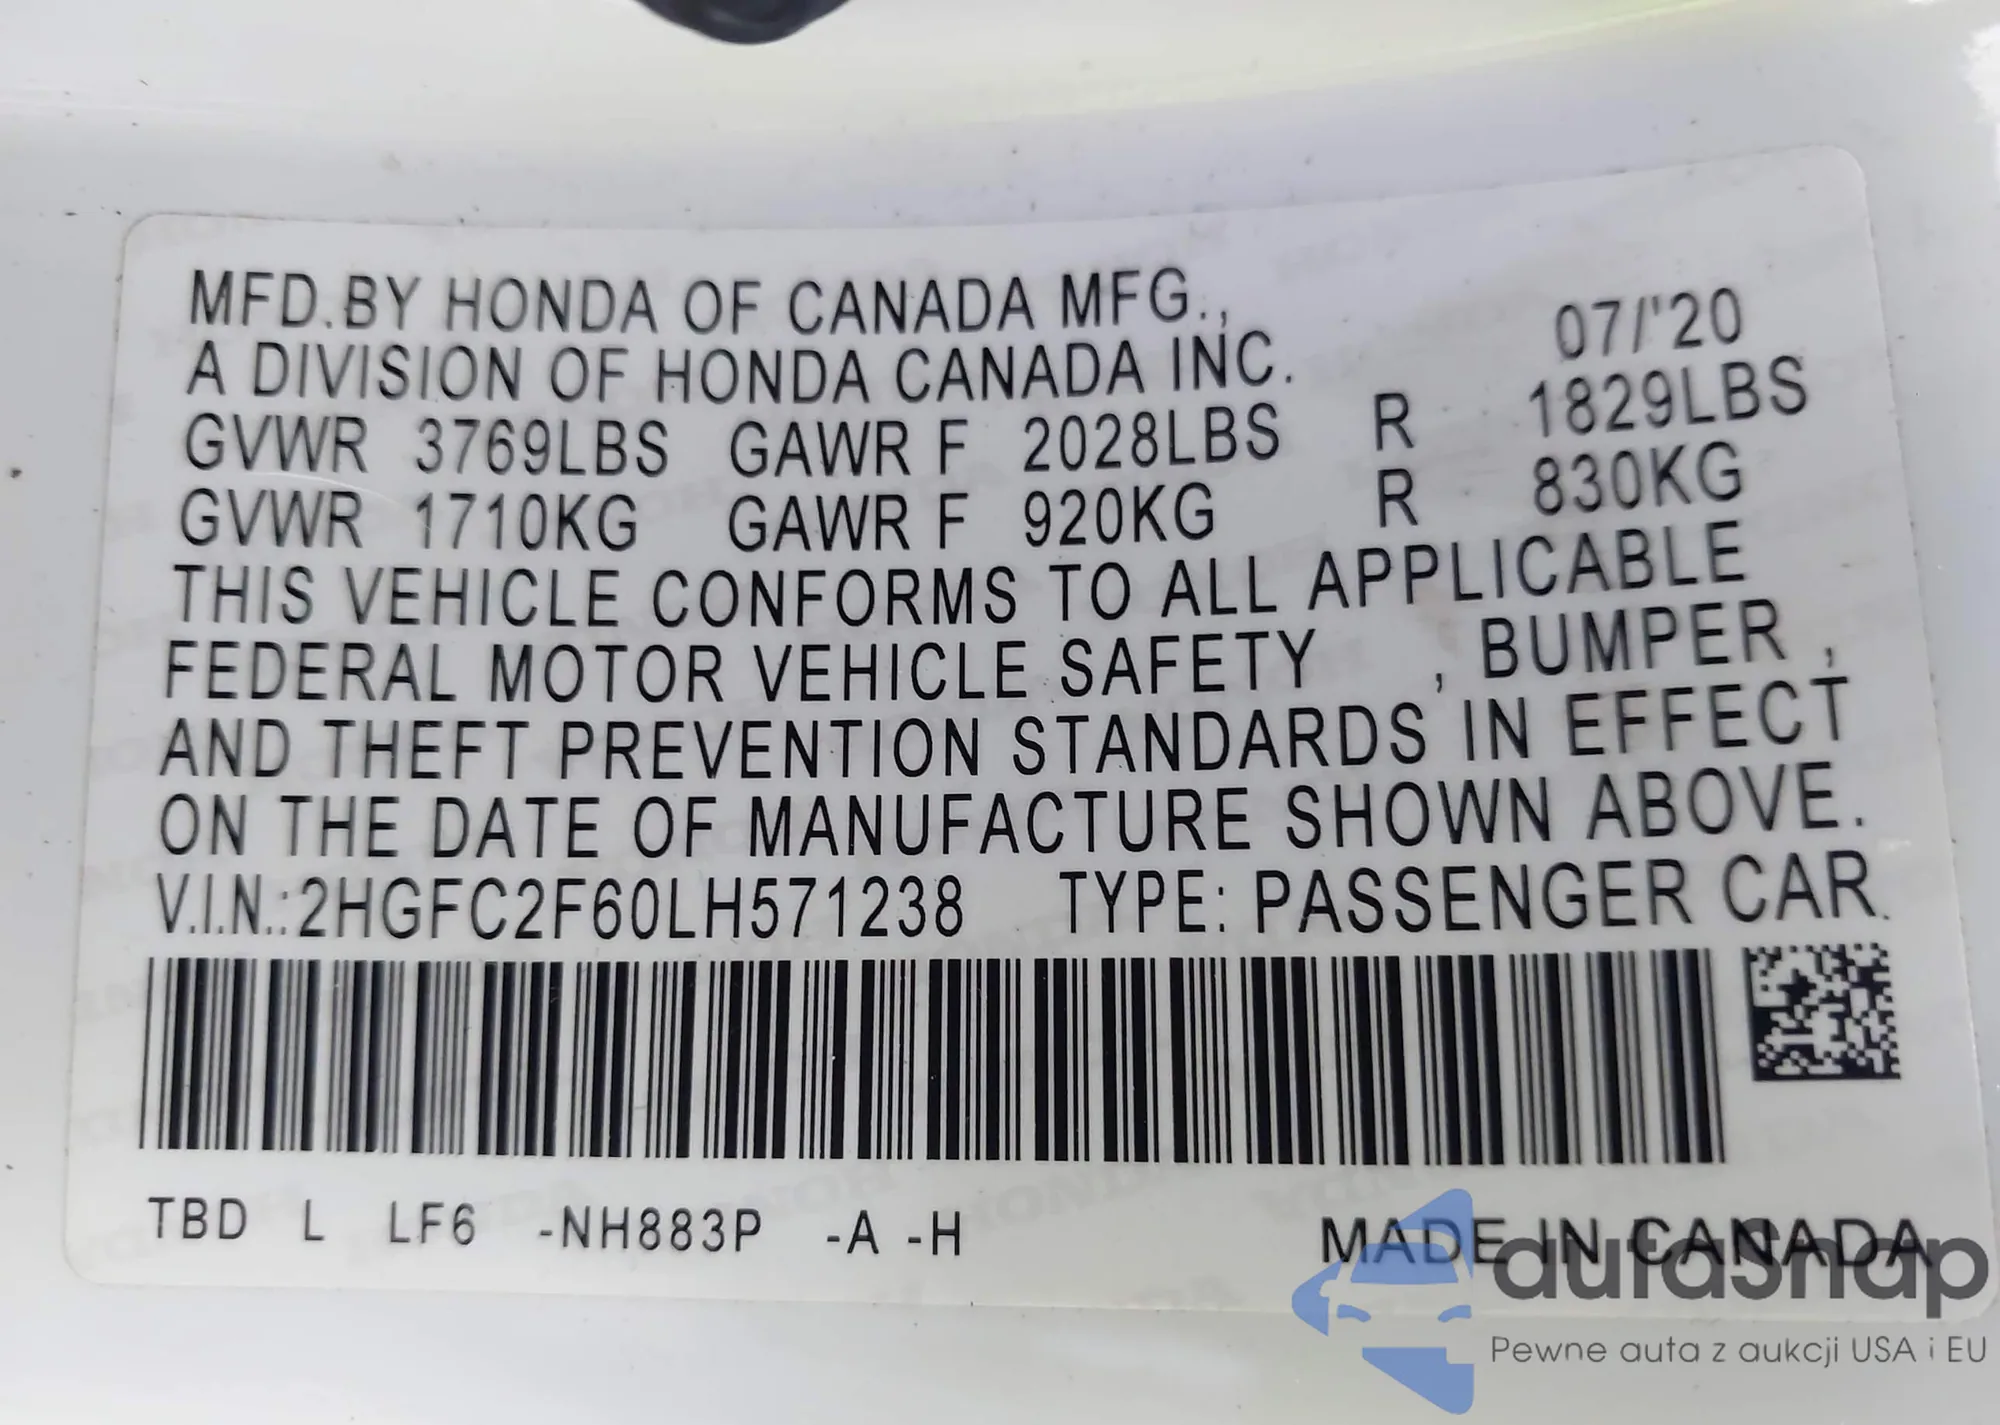 MFD.BY HONDA OF CANADA MFG.,
A DIVISION OF HONDA CANADA INC. 07/'20
GVWR 3769LBS GAWR F 2028LBS R 1829LBS
GVWR 1710KG GAWR F 920KG R 830KG
THIS VEHICLE CONFORMS TO ALL APPLICABLE
FEDERAL MOTOR VEHICLE SAFETY , BUMPER ,
AND THEFT PREVENTION STANDARDS IN EFFECT
ON THE DATE OF MANUFACTURE SHOWN ABOVE.
V.I.N.:2HGFC2F60LH571238 TYPE: PASSENGER CAR.
TBD L LF6 -NH883P -A -H MADE IN CANADA
autaSnap
Pewne auta z aukcji USA i EU